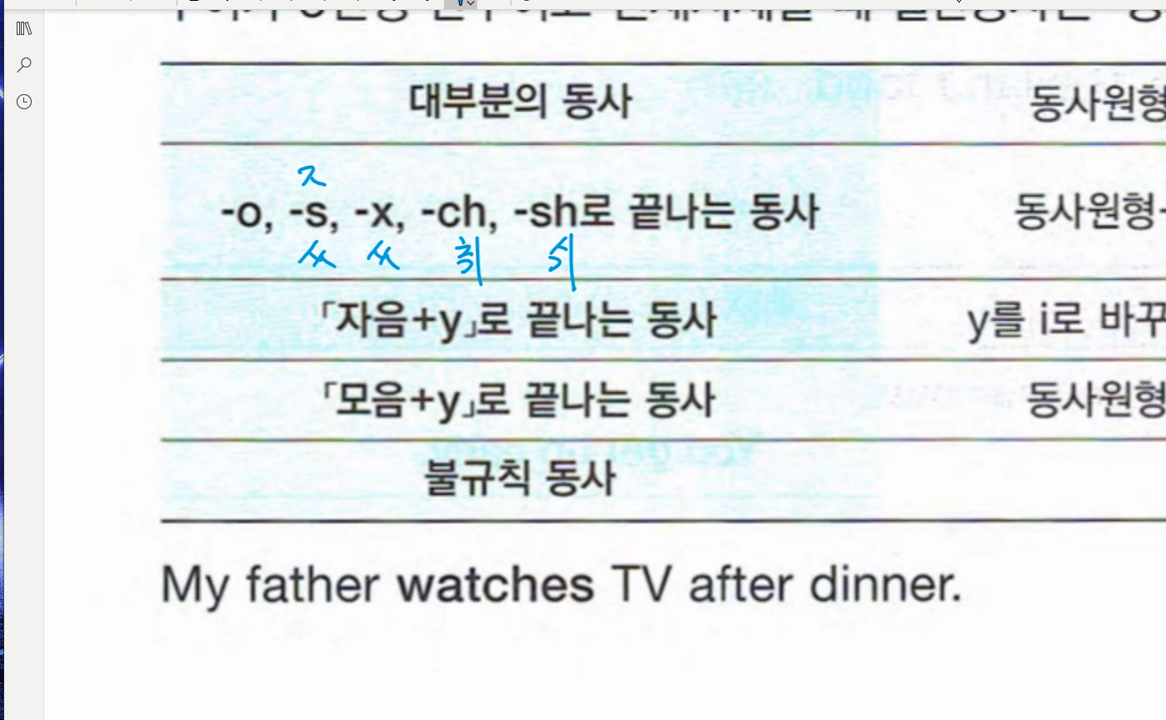 대부분의 동사 동사원형
ㅈ
-o, -s, -x, -ch, -sh로 끝나는 동사 동사원형+
ㅆ ㅆ 취 쉬
「자음+y」로 끝나는 동사 y를 i로 바꾸
「모음+y」로 끝나는 동사 동사원형
불규칙 동사
My father watches TV after dinner.